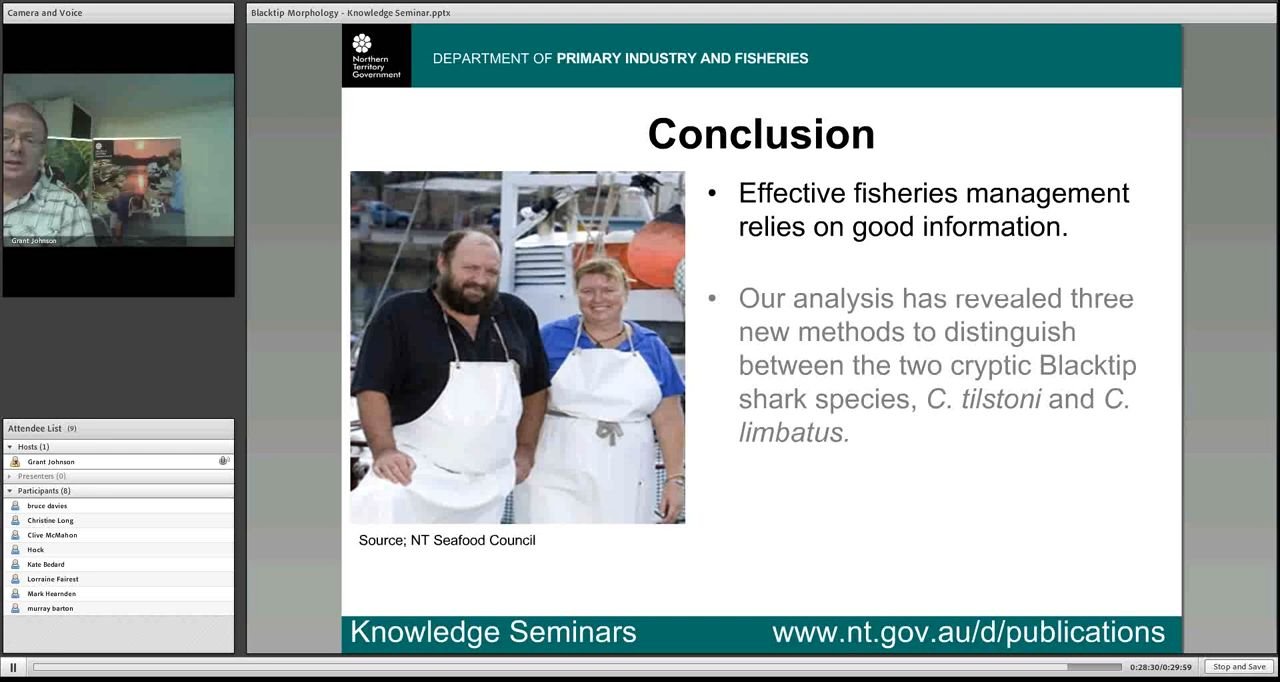 Camera and Voice
Grant Johnson
Attendee List (9)
Hosts (1)
Grant Johnson
Presenters (0)
Participants (8)
bruce davies
Christine Long
Clive McMahon
Hock
Kate Bedard
Lorraine Fairest
Mark Hearnden
murray barton
Blacktip Morphology - Knowledge Seminar.pptx
Northern
Territory
Government
DEPARTMENT OF PRIMARY INDUSTRY AND FISHERIES
Conclusion
• Effective fisheries management
relies on good information.
• Our analysis has revealed three
new methods to distinguish
between the two cryptic Blacktip
shark species, C. tilstoni and C.
limbatus.
Source; NT Seafood Council
Knowledge Seminars
www.nt.gov.au/d/publications
0:28:30/0:29:59
Stop and Save